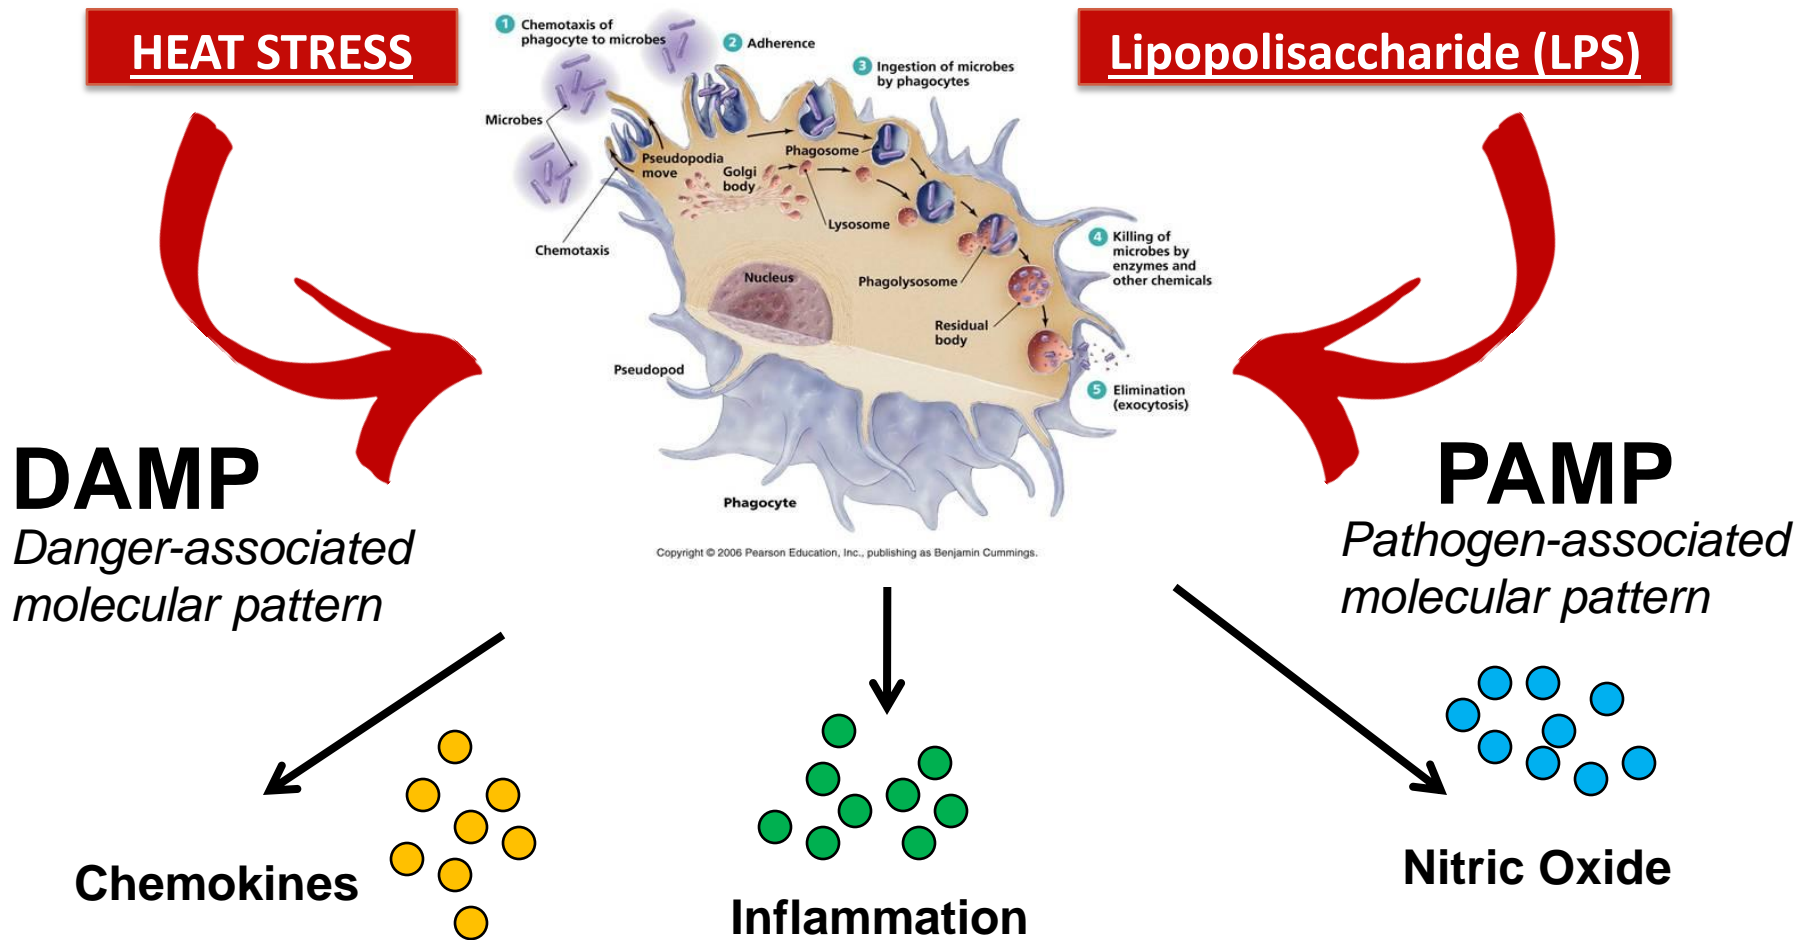 HEAT STRESS
Lipopolisaccharide (LPS)
1 Chemotaxis of
phagocyte to microbes
2 Adherence
3 Ingestion of microbes
by phagocytes
Microbes
Pseudopodia
move
Phagosome
Golgi
body
Lysosome
Chemotaxis
4 Killing of
microbes by
enzymes and
other chemicals
Nucleus
Phagolysosome
Residual
body
Pseudopod
5 Elimination
(exocytosis)
Phagocyte
Copyright © 2006 Pearson Education, Inc., publishing as Benjamin Cummings.
DAMP
Danger-associated
molecular pattern
PAMP
Pathogen-associated
molecular pattern
Chemokines
Inflammation
Nitric Oxide